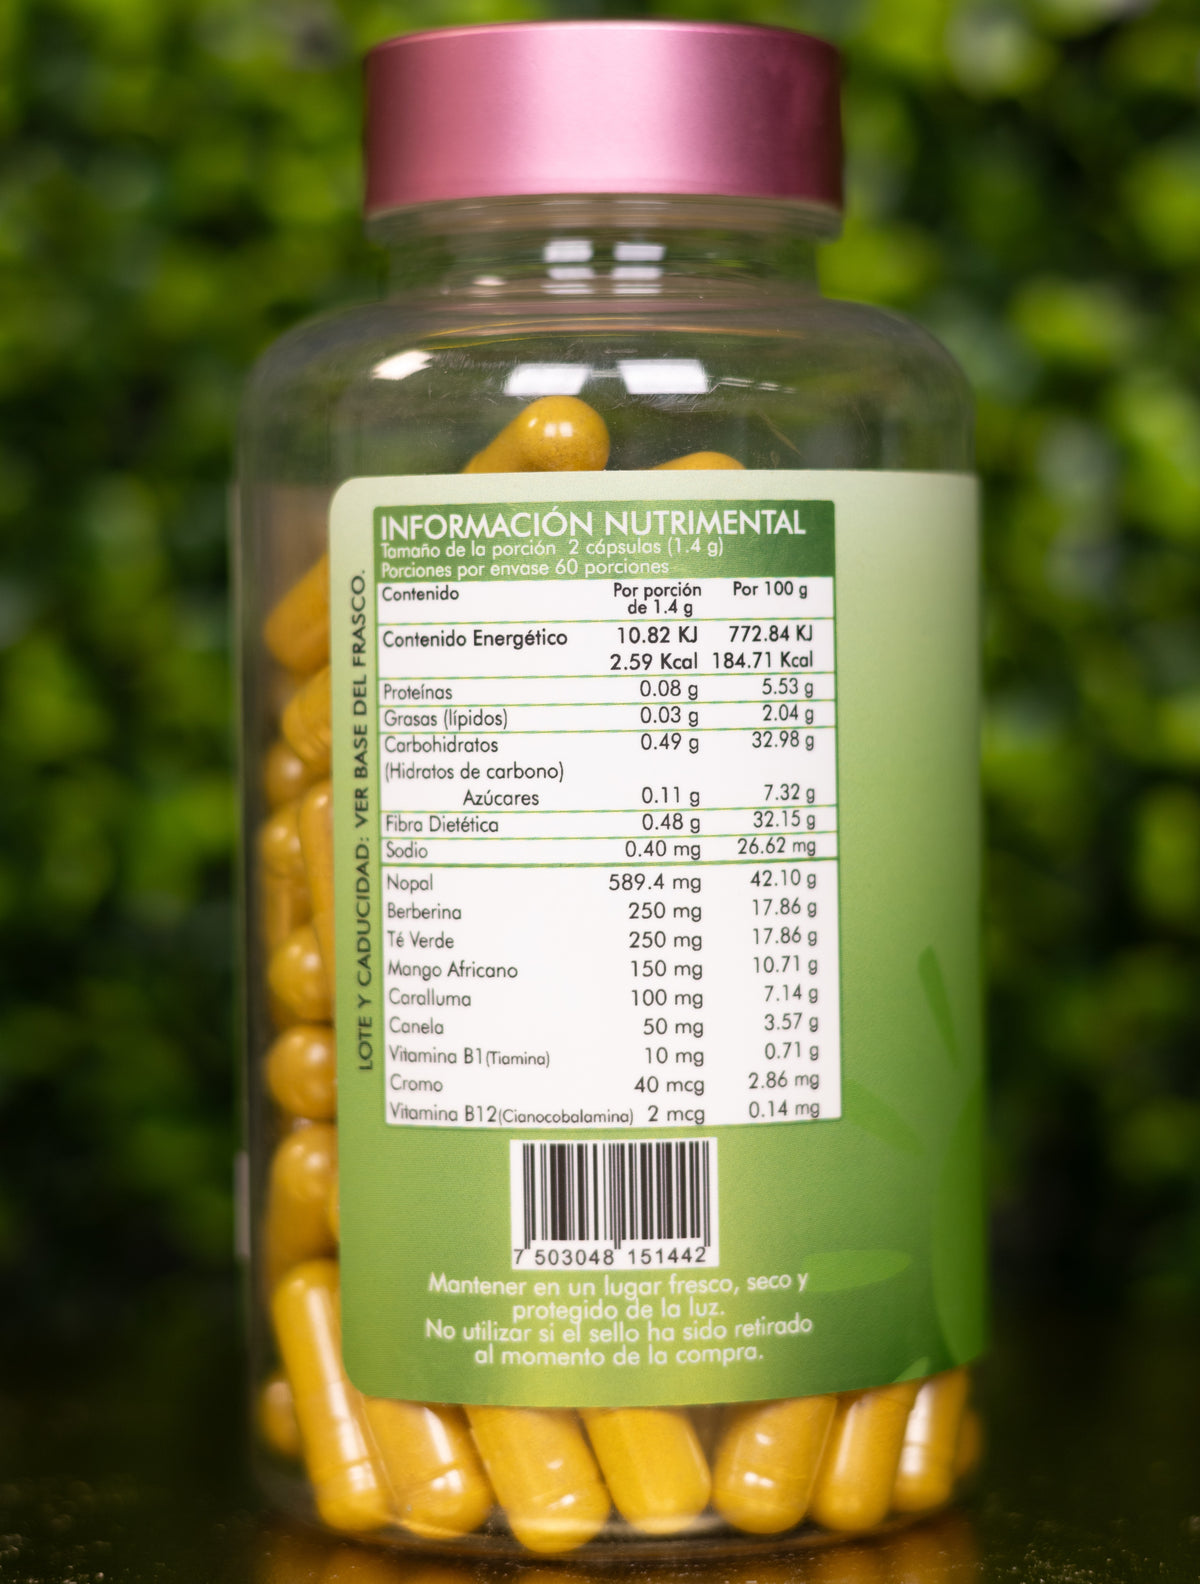 INFORMACIÓN NUTRIMENTAL
Tamaño de la porción 2 cápsulas (1.4 g)
Porciones por envase 60 porciones
Contenido Por porción de 1.4 g Por 100 g
Contenido Energético 10.82 KJ 772.84 KJ
2.59 Kcal 184.71 Kcal
Proteínas 0.08 g 5.53 g
Grasas (lípidos) 0.03 g 2.04 g
Carbohidratos 0.49 g 32.98 g
(Hidratos de carbono)
Azúcares 0.11 g 7.32 g
Fibra Dietética 0.48 g 32.15 g
Sodio 0.40 mg 26.62 mg
Nopal 589.4 mg 42.10 g
Berberina 250 mg 17.86 g
Té Verde 250 mg 17.86 g
Mango Africano 150 mg 10.71 g
Caralluma 100 mg 7.14 g
Canela 50 mg 3.57 g
Vitamina B1(Tiamina) 10 mg 0.71 g
Cromo 40 mcg 2.86 mg
Vitamina B12(Cianocobalamina) 2 mcg 0.14 mg
LOTE Y CADUCIDAD: VER BASE DEL FRASCO.
7 503048 151442
Mantener en un lugar fresco, seco y
protegido de la luz.
No utilizar si el sello ha sido retirado
al momento de la compra.